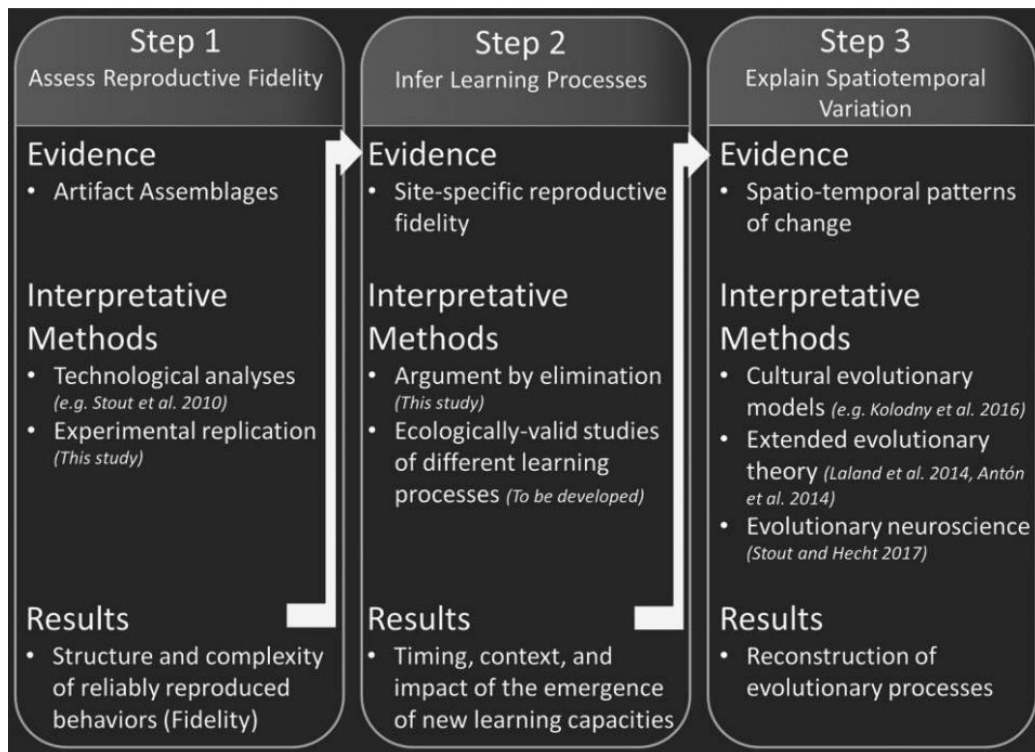 Step 1
Assess Reproductive Fidelity
Evidence
• Artifact Assemblages
Interpretative
Methods
• Technological analyses
(e.g. Stout et al. 2010)
• Experimental replication
(This study)
Results
• Structure and complexity
of reliably reproduced
behaviors (Fidelity)
Step 2
Infer Learning Processes
Evidence
• Site-specific reproductive
fidelity
Interpretative
Methods
• Argument by elimination
(This study)
• Ecologically-valid studies
of different learning
processes (To be developed)
Results
• Timing, context, and
impact of the emergence
of new learning capacities
Step 3
Explain Spatiotemporal
Variation
Evidence
• Spatio-temporal patterns
of change
Interpretative
Methods
• Cultural evolutionary
models (e.g. Kolodny et al. 2016)
• Extended evolutionary
theory (Laland et al. 2014, Antón
et al. 2014)
• Evolutionary neuroscience
(Stout and Hecht 2017)
Results
• Reconstruction of
evolutionary processes